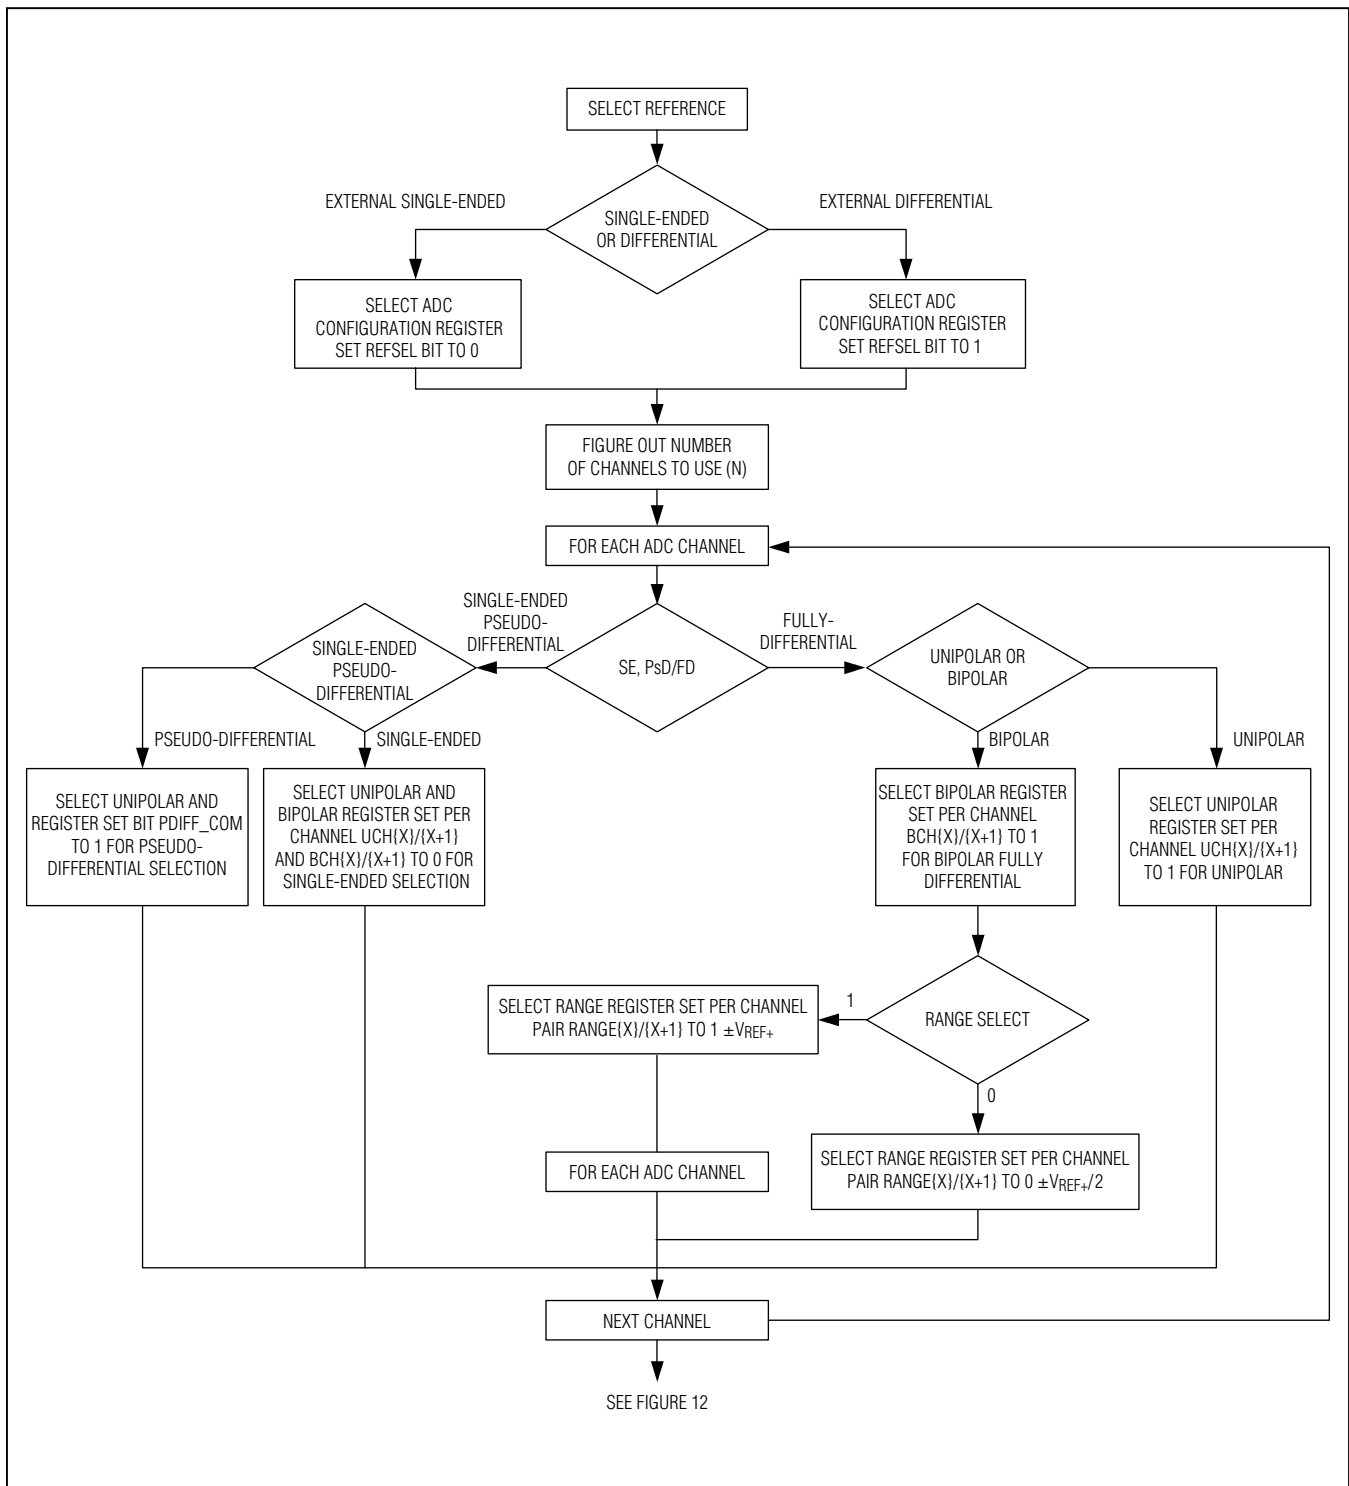 SELECT REFERENCE
EXTERNAL SINGLE-ENDED
EXTERNAL DIFFERENTIAL
SINGLE-ENDED
OR DIFFERENTIAL
SELECT ADC
CONFIGURATION REGISTER
SET REFSEL BIT TO 0
SELECT ADC
CONFIGURATION REGISTER
SET REFSEL BIT TO 1
FIGURE OUT NUMBER
OF CHANNELS TO USE (N)
FOR EACH ADC CHANNEL
SINGLE-ENDED
PSEUDO-
DIFFERENTIAL
FULLY-
DIFFERENTIAL
SINGLE-ENDED
PSEUDO-
DIFFERENTIAL
SE, PsD/FD
UNIPOLAR OR
BIPOLAR
PSEUDO-DIFFERENTIAL
SINGLE-ENDED
BIPOLAR
UNIPOLAR
SELECT UNIPOLAR AND
REGISTER SET BIT PDIFF_COM
TO 1 FOR PSEUDO-
DIFFERENTIAL SELECTION
SELECT UNIPOLAR AND
BIPOLAR REGISTER SET PER
CHANNEL UCH{X}/{X+1}
AND BCH{X}/{X+1} TO 0 FOR
SINGLE-ENDED SELECTION
SELECT BIPOLAR REGISTER
SET PER CHANNEL
BCH{X}/{X+1} TO 1
FOR BIPOLAR FULLY
DIFFERENTIAL
SELECT UNIPOLAR
REGISTER SET PER
CHANNEL UCH{X}/{X+1}
TO 1 FOR UNIPOLAR
SELECT RANGE REGISTER SET PER CHANNEL
PAIR RANGE{X}/{X+1} TO 1 ±VREF+
1
RANGE SELECT
0
FOR EACH ADC CHANNEL
SELECT RANGE REGISTER SET PER CHANNEL
PAIR RANGE{X}/{X+1} TO 0 ±VREF+/2
NEXT CHANNEL
SEE FIGURE 12